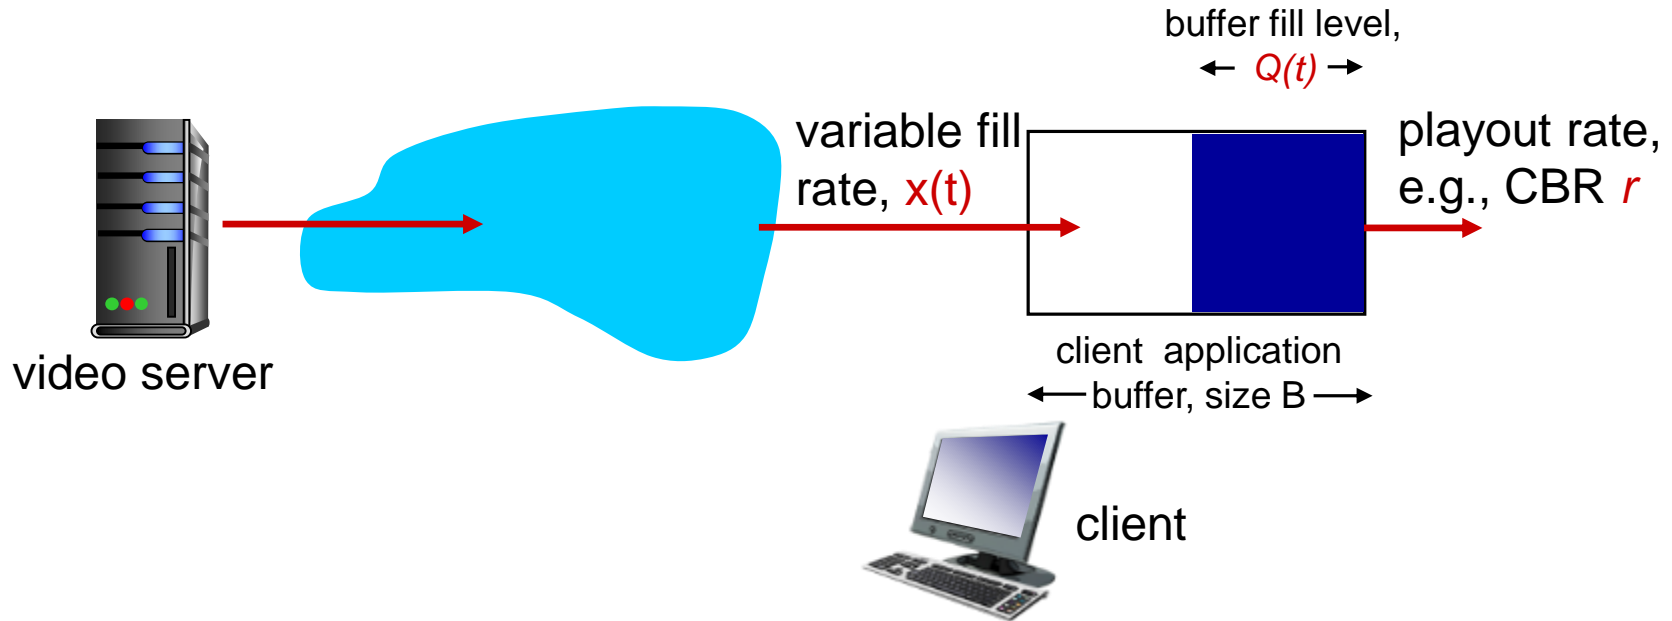 buffer fill level,
Q(t)
variable fill
rate, x(t)
playout rate,
e.g., CBR r
video server
client application
buffer, size B
client